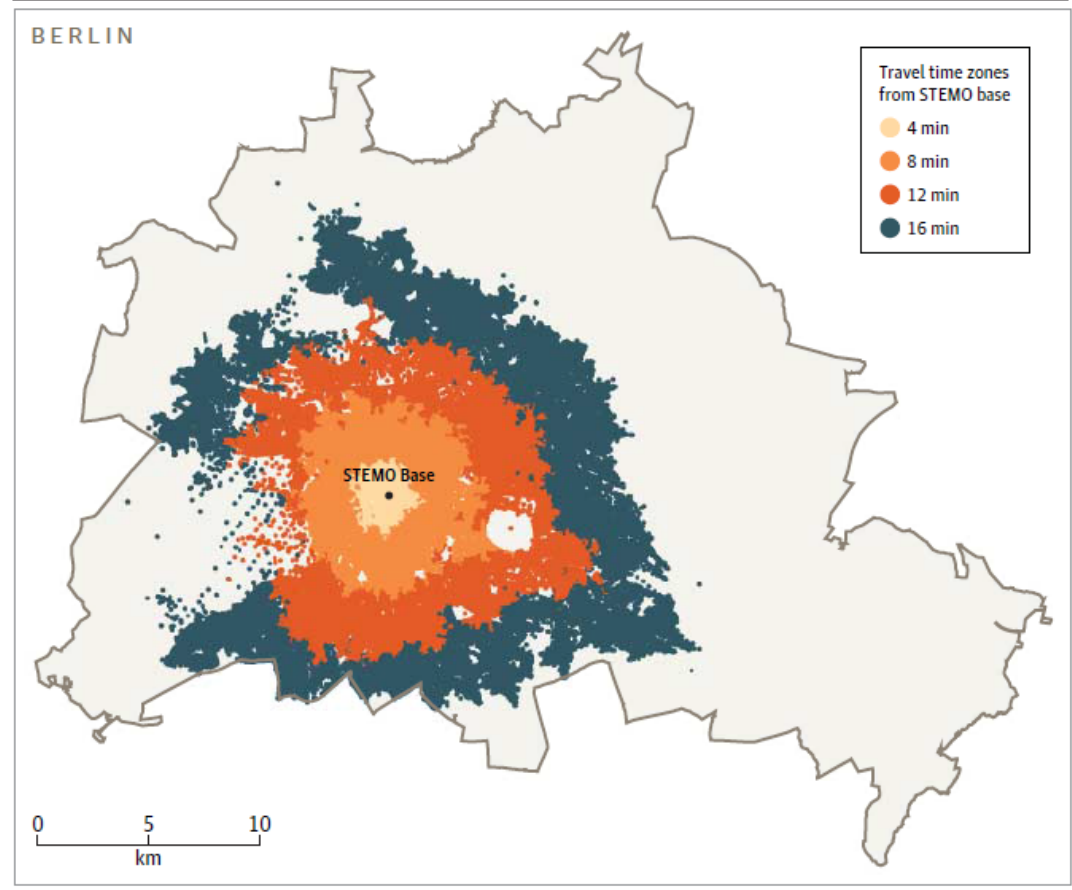 BERLIN
Travel time zones
from STEMO base
4 min
8 min
12 min
16 min
STEMO Base
0 5 10
km